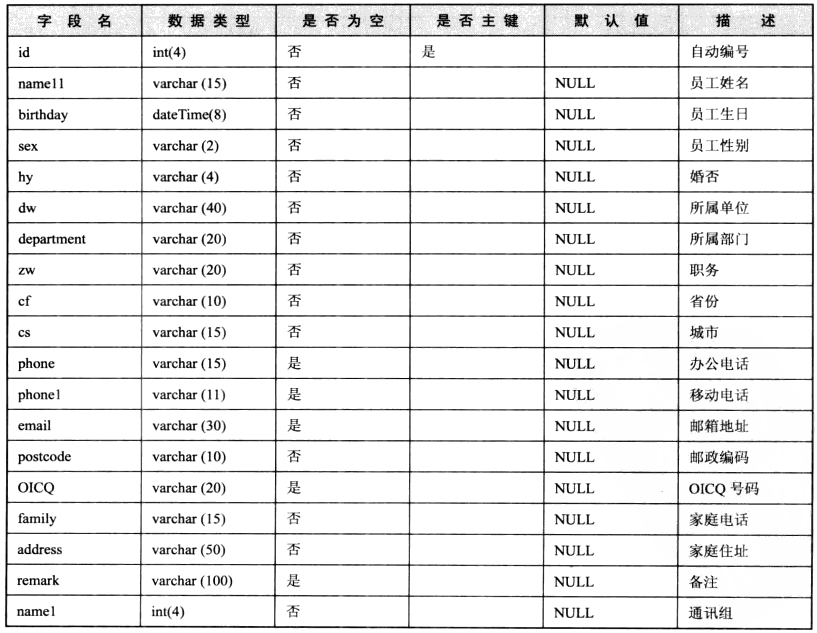 字段名 数据类型 是否为空 是否主键 默认值 描述
id int(4) 否 是 自动编号
name11 varchar (15) 否 NULL 员工姓名
birthday dateTime(8) 否 NULL 员工生日
sex varchar (2) 否 NULL 员工性别
hy varchar (4) 否 NULL 婚否
dw varchar (40) 否 NULL 所属单位
department varchar (20) 否 NULL 所属部门
zw varchar (20) 否 NULL 职务
cf varchar (10) 否 NULL 省份
cs varchar (15) 否 NULL 城市
phone varchar (15) 是 NULL 办公电话
phone1 varchar (11) 是 NULL 移动电话
email varchar (30) 是 NULL 邮箱地址
postcode varchar (10) 否 NULL 邮政编码
OICQ varchar (20) 是 NULL OICQ 号码
family varchar (15) 否 NULL 家庭电话
address varchar (50) 否 NULL 家庭住址
remark varchar (100) 是 NULL 备注
name1 int(4) 否 NULL 通讯组